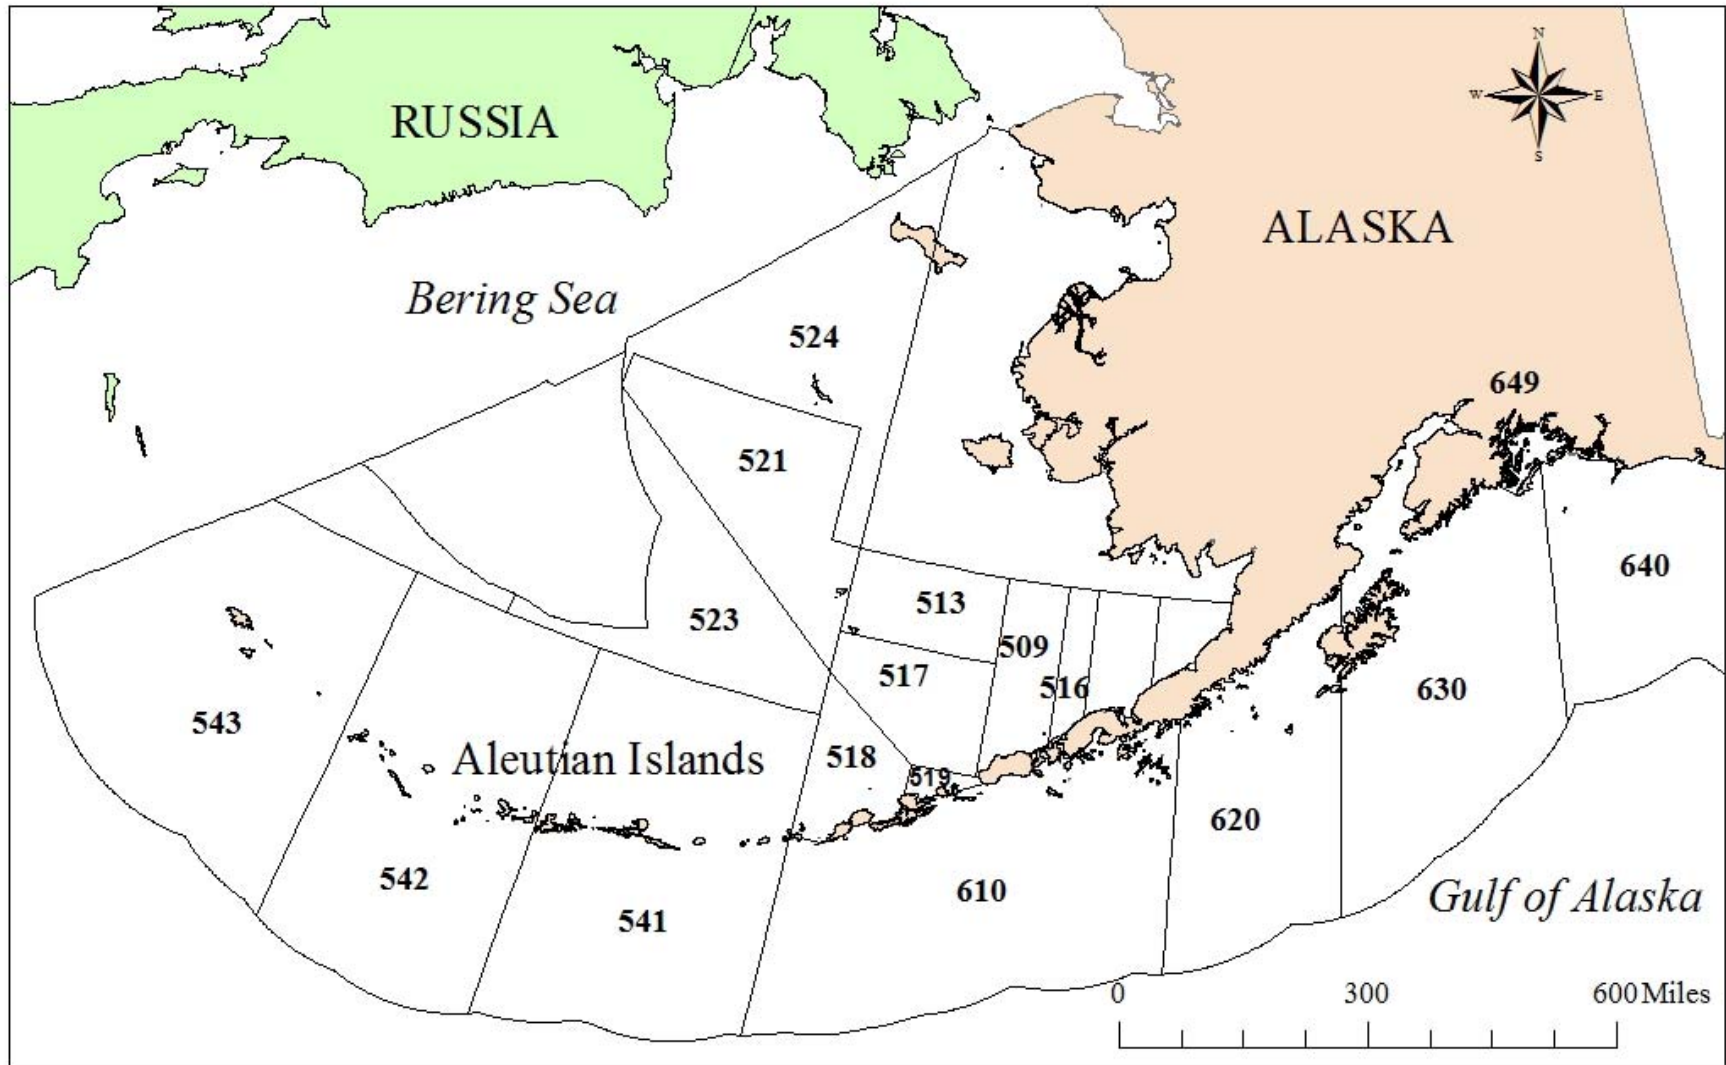 N
W E
S
RUSSIA
ALASKA
Bering Sea
524
649
521
640
513
523
509
517
516
630
543
518
Aleutian Islands
519
620
542
610
Gulf of Alaska
541
0 300 600 Miles